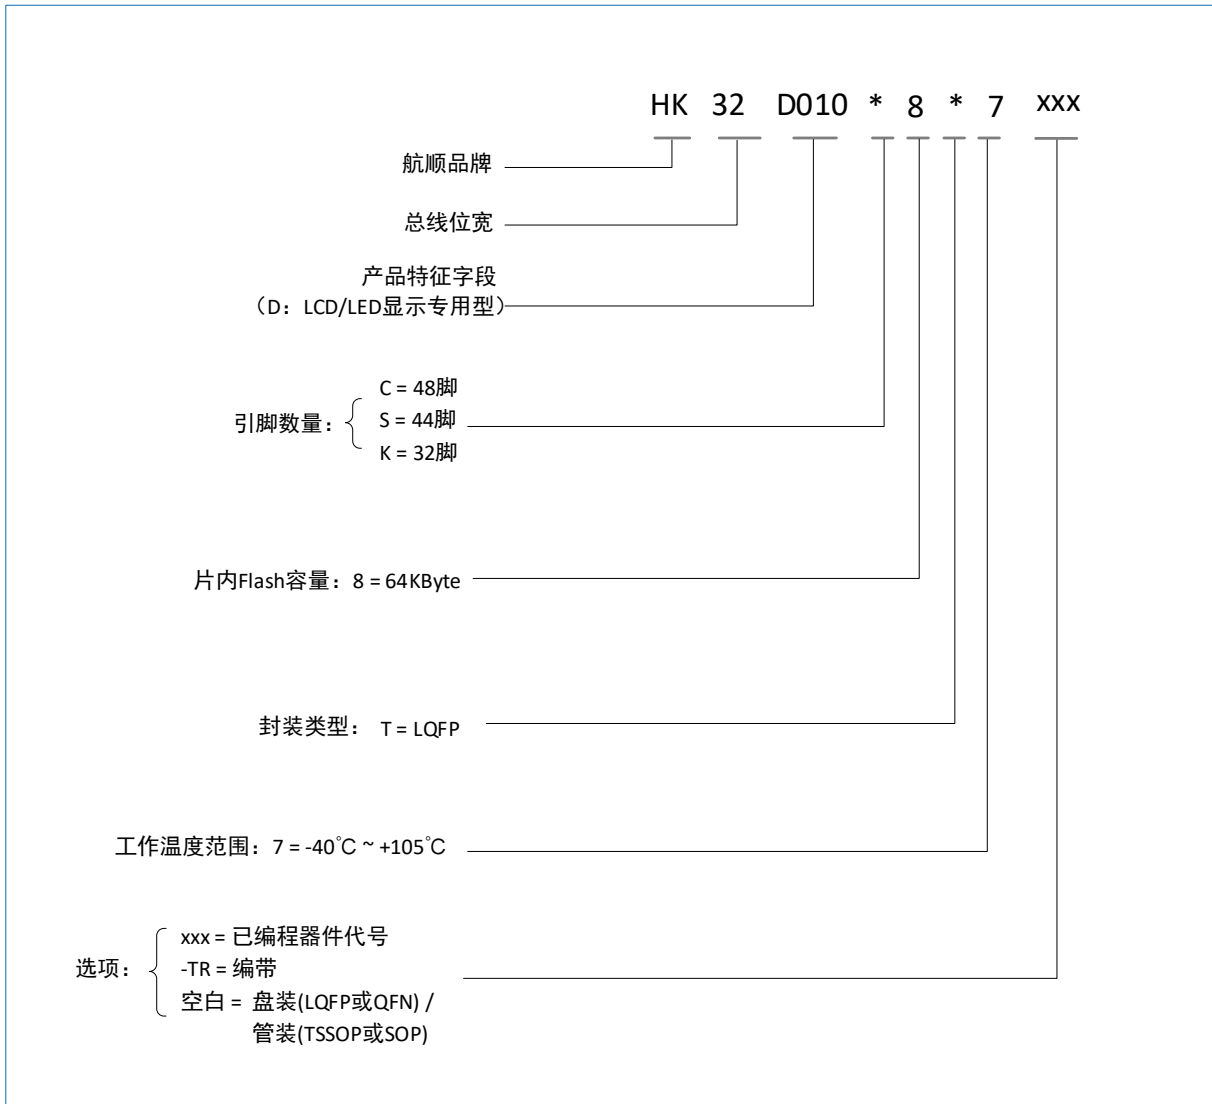 HK 32 D010 * 8 * 7 xxx
航顺品牌
总线位宽
产品特征字段
（D：LCD/LED显示专用型）
C = 48脚
引脚数量：
S = 44脚
K = 32脚
片内Flash容量：8 = 64KByte
封装类型： T = LQFP
工作温度范围：7 = -40℃ ~ +105℃
xxx = 已编程器件代号
选项：
-TR = 编带
空白 = 盘装(LQFP或QFN) /
管装(TSSOP或SOP)